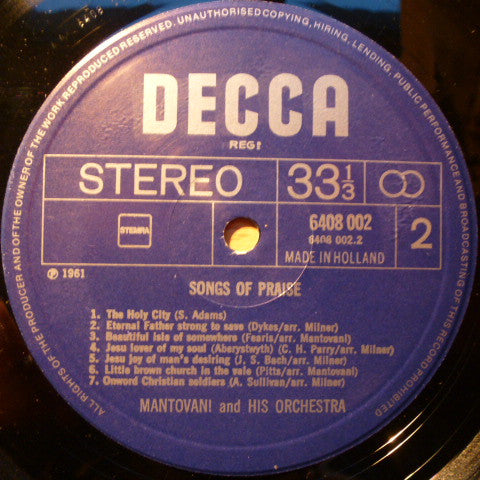 ALL RIGHTS OF THE PRODUCER AND OF THE OWNER OF THE WORK REPRODUCED RESERVED. UNAUTHORISED COPYING, HIRING, LENDING, PUBLIC PERFORMANCE AND BROADCASTING OF THIS RECORD PROHIBITED
DECCA
REG!
STEREO 33 1/3
6408 002
6408 002.2
2
STEMRA
MADE IN HOLLAND
℗ 1961
SONGS OF PRAISE
1. The Holy City (S. Adams)
2. Eternal Father strong to save (Dykes/arr. Milner)
3. Beautiful isle of somewhere (Fearis/arr. Mantovani)
4. Jesu lover of my soul (Aberystwyth) (C. H. Parry/arr. Milner)
5. Jesu joy of man's desiring (J. S. Bach/arr. Milner)
6. Little brown church in the vale (Pitts/arr. Mantovani)
7. Onword Christian soldiers (A. Sullivan/arr. Milner)
MANTOVANI and HIS ORCHESTRA